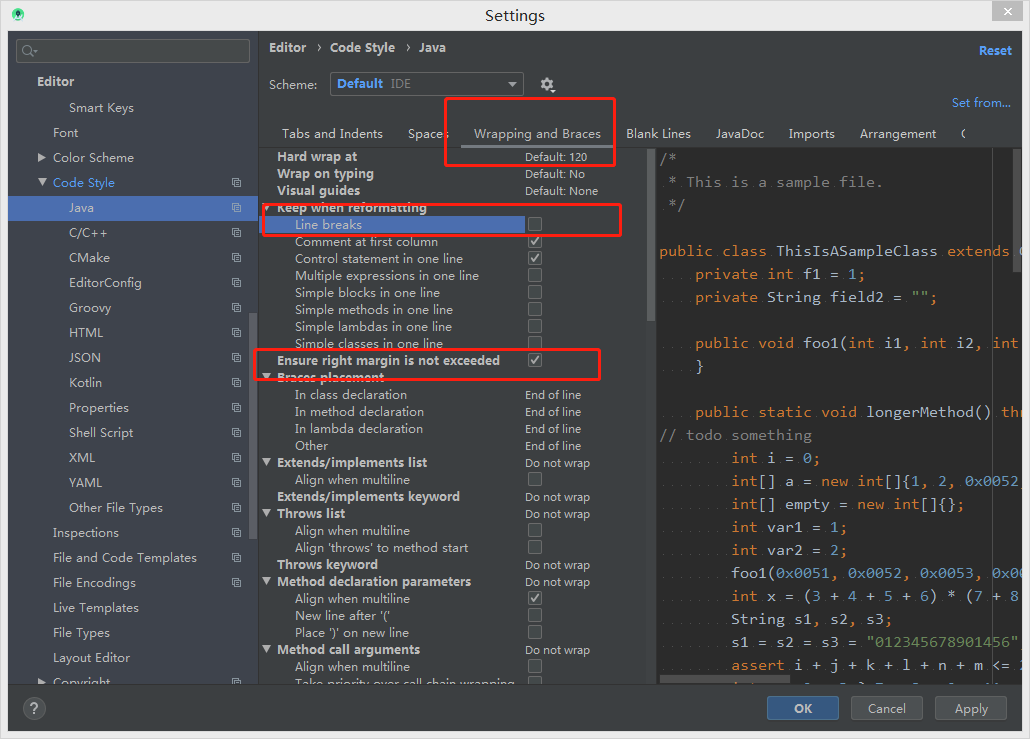 Settings
Editor
Smart Keys
Font
Color Scheme
Code Style
Java
C/C++
CMake
EditorConfig
Groovy
HTML
JSON
Kotlin
Properties
Shell Script
XML
YAML
Other File Types
Inspections
File and Code Templates
File Encodings
Live Templates
File Types
Layout Editor
Copyright
Editor › Code Style › Java
Reset
Scheme: Default IDE
Set from...
Tabs and Indents Spaces Wrapping and Braces Blank Lines JavaDoc Imports Arrangement
Hard wrap at Default: 120
Wrap on typing Default: No
Visual guides Default: None
Keep when reformatting
Line breaks
Comment at first column
Control statement in one line
Multiple expressions in one line
Simple blocks in one line
Simple methods in one line
Simple lambdas in one line
Simple classes in one line
Ensure right margin is not exceeded
Braces placement
In class declaration End of line
In method declaration End of line
In lambda declaration End of line
Other End of line
Extends/implements list Do not wrap
Align when multiline
Extends/implements keyword Do not wrap
Throws list Do not wrap
Align when multiline
Align 'throws' to method start
Throws keyword Do not wrap
Method declaration parameters Do not wrap
Align when multiline
New line after '('
Place ')' on new line
Method call arguments Do not wrap
Align when multiline
Take priority over call chain wrapping
/*
* This is a sample file.
*/
public class ThisIsASampleClass extends
private int f1 = 1;
private String field2 = "";
public void foo1(int i1, int i2, int
}
public static void longerMethod() thr
// todo something
int i = 0;
int[] a = new int[]{1, 2, 0x0052,
int[] empty = new int[]{};
int var1 = 1;
int var2 = 2;
foo1(0x0051, 0x0052, 0x0053, 0x00
int x = (3 + 4 + 5 + 6) * (7 + 8
String s1, s2, s3;
s1 = s2 = s3 = "012345678901456"
assert i + j + k + l + n + m <=
? OK Cancel Apply